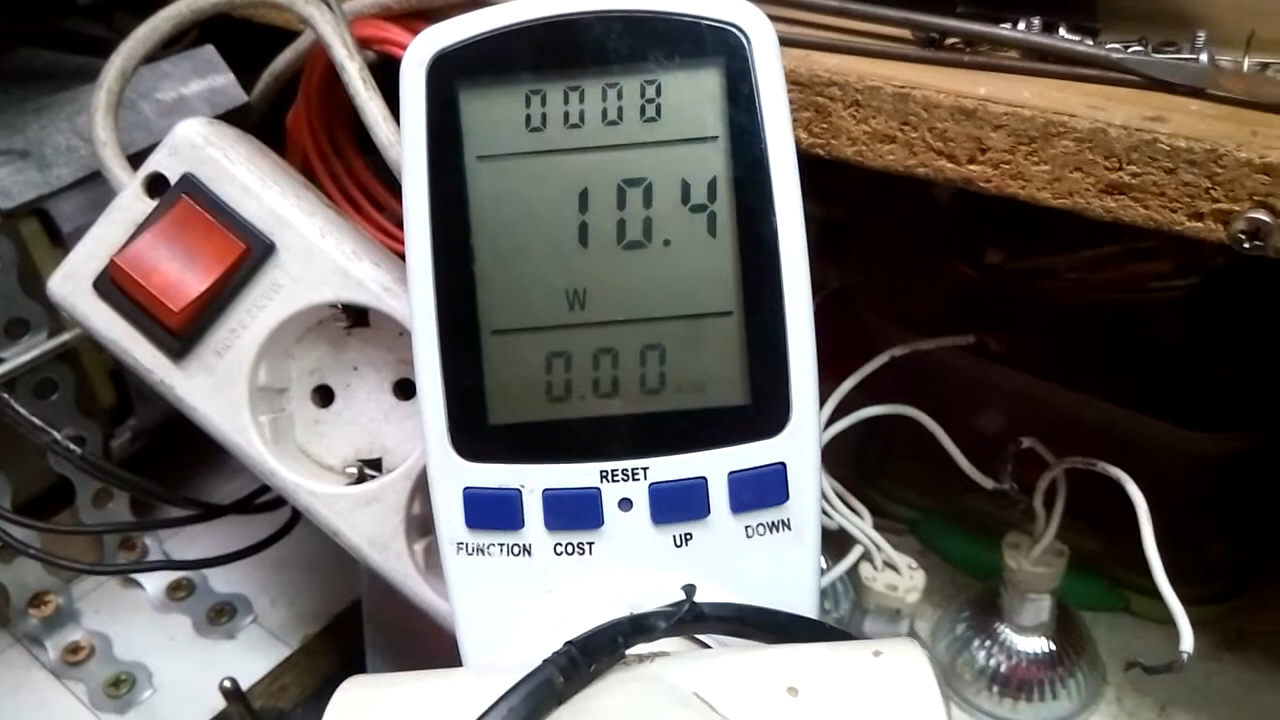 0008
10.4
W
0.00
RESET
FUNCTION COST UP DOWN